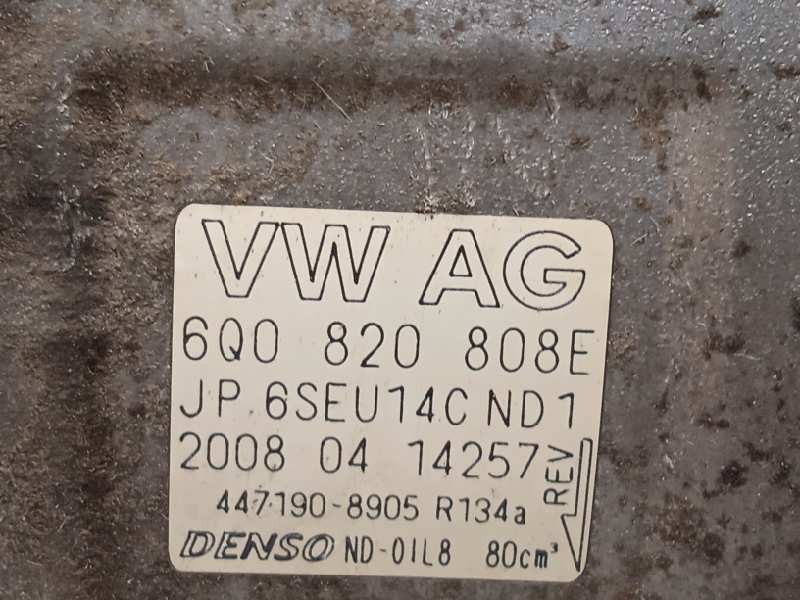 VW AG
6Q0 820 808E
JP 6SEU14C ND1
2008 04 14257
REV
447190-8905 R134a
DENSO ND-OIL8 80cm³